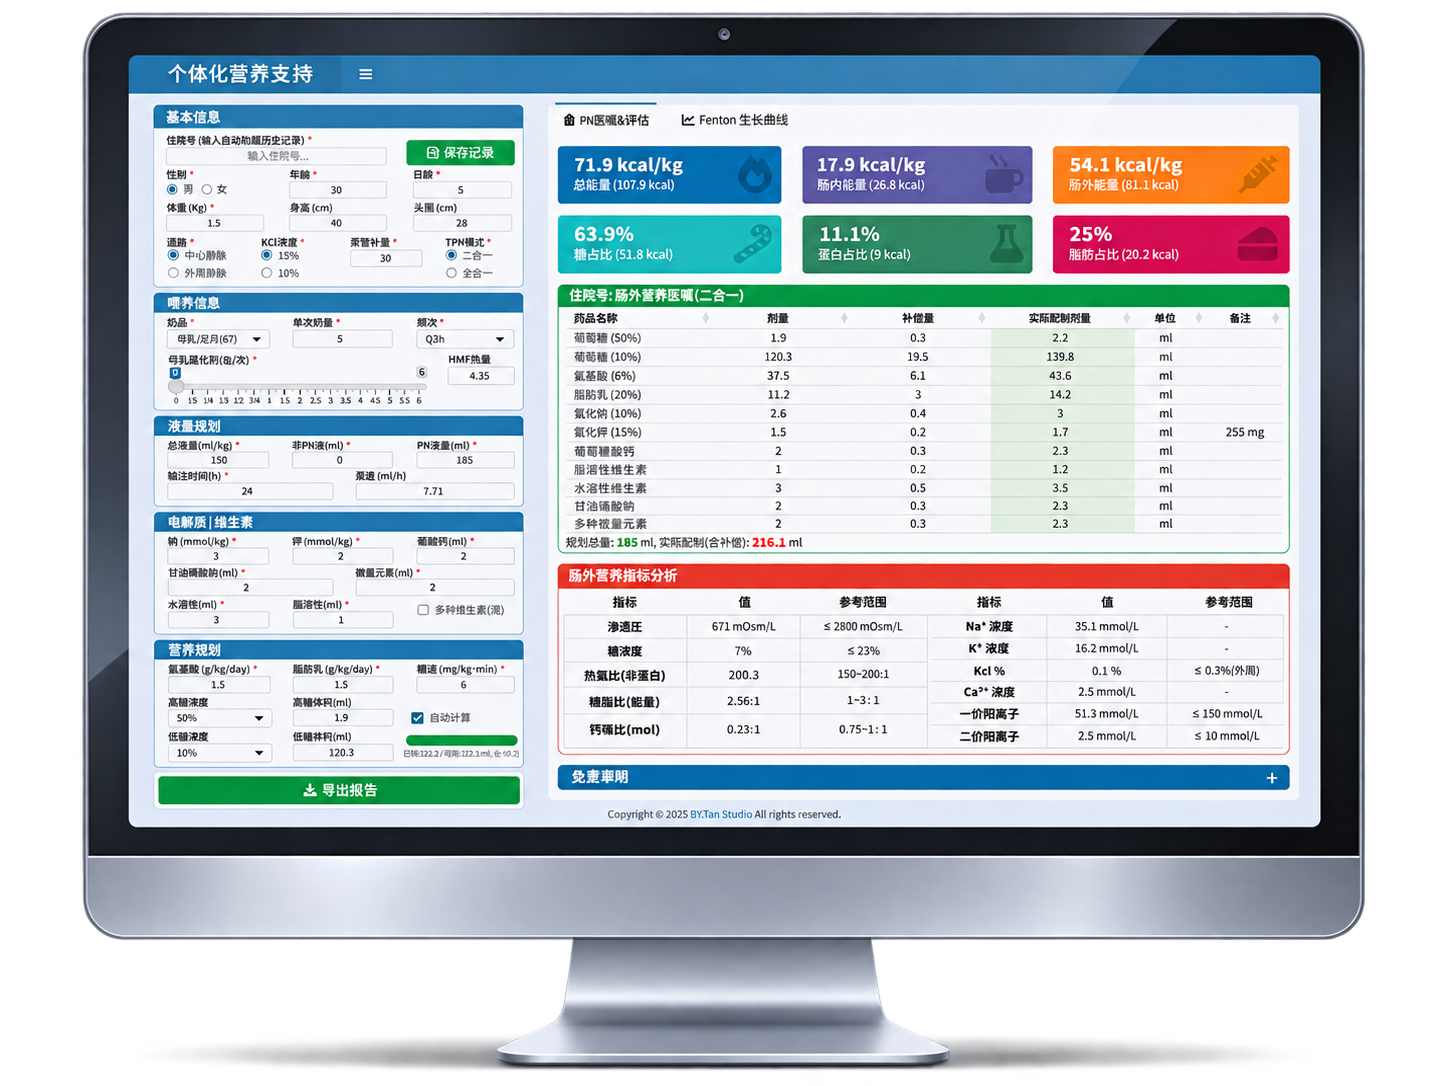 个体化营养支持
基本信息
住院号 (输入自动加载历史记录) *
输入住院号...
保存记录
性别 * 年龄 * 日龄 *
男 女 30 5
体重 (Kg) * 身高 (cm) 头围 (cm)
1.5 40 28
通路 * KCl浓度 * 泵管补量 * TPN模式 *
中心静脉 15% 30 二合一
外周静脉 10% 全合一
喂养信息
奶品 * 单次奶量 * 频次 *
母乳/足月(67) 5 Q3h
母乳强化剂(包/次) * HMF热量
0 6 4.35
0 1/5 1/4 1/3 1/2 3/4 1 1.5 2 2.5 3 3.5 4 4.5 5 5.5 6
液量规划
总液量(ml/kg) * 非PN液(ml) * PN液量(ml) *
150 0 185
输注时间(h) * 泵速 (ml/h)
24 7.71
电解质 | 维生素
钠 (mmol/kg) * 钾 (mmol/kg) * 葡酸钙(ml) *
3 2 2
甘油磷酸钠(ml) * 微量元素(ml) *
2 2
水溶性(ml) * 脂溶性(ml) *
3 1 多种维生素(混)
营养规划
氨基酸 (g/kg/day) * 脂肪乳 (g/kg/day) * 糖速 (mg/kg·min) *
1.5 1.5 6
高糖浓度 高糖体积(ml)
50% 1.9 自动计算
低糖浓度 低糖体积(ml)
10% 120.3
导出报告
PN医嘱&评估 Fenton 生长曲线
71.9 kcal/kg
总能量 (107.9 kcal)
17.9 kcal/kg
肠内能量 (26.8 kcal)
54.1 kcal/kg
肠外能量 (81.1 kcal)
63.9%
糖占比 (51.8 kcal)
11.1%
蛋白占比 (9 kcal)
25%
脂肪占比 (20.2 kcal)
住院号: 肠外营养医嘱(二合一)
药品名称 剂量 补偿量 实际配制剂量 单位 备注
葡萄糖 (50%) 1.9 0.3 2.2 ml
葡萄糖 (10%) 120.3 19.5 139.8 ml
氨基酸 (6%) 37.5 6.1 43.6 ml
脂肪乳 (20%) 11.2 3 14.2 ml
氯化钠 (10%) 2.6 0.4 3 ml
氯化钾 (15%) 1.5 0.2 1.7 ml 255 mg
葡萄糖酸钙 2 0.3 2.3 ml
脂溶性维生素 1 0.2 1.2 ml
水溶性维生素 3 0.5 3.5 ml
甘油磷酸钠 2 0.3 2.3 ml
多种微量元素 2 0.3 2.3 ml
规划总量: 185 ml, 实际配制(含补偿): 216.1 ml
肠外营养指标分析
指标 值 参考范围 指标 值 参考范围
渗透压 671 mOsm/L ≤ 2800 mOsm/L Na⁺ 浓度 35.1 mmol/L -
糖浓度 7% ≤ 23% K⁺ 浓度 16.2 mmol/L -
热氮比(非蛋白) 200.3 150~200:1 Kcl % 0.1 % ≤ 0.3%(外周)
糖脂比(能量) 2.56:1 1~3: 1 Ca²⁺ 浓度 2.5 mmol/L -
钙磷比(mol) 0.23:1 0.75~1: 1 一价阳离子 51.3 mmol/L ≤ 150 mmol/L
二价阳离子 2.5 mmol/L ≤ 10 mmol/L
免责声明 +
Copyright © 2025 BY.Tan Studio All rights reserved.